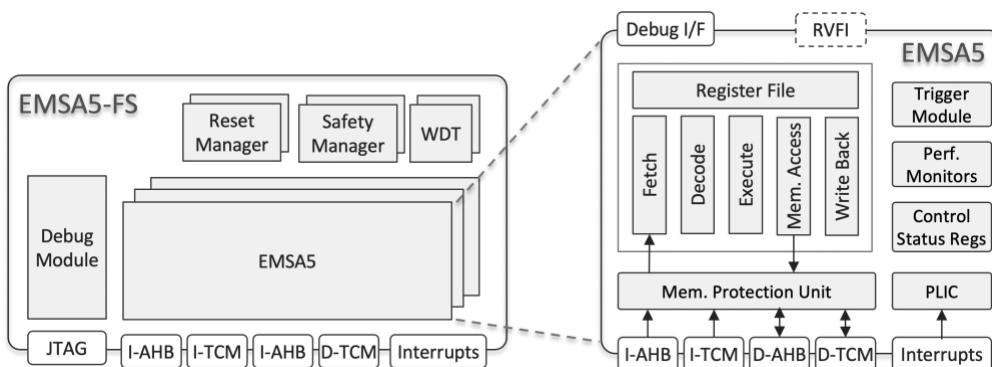 EMSA5-FS
Reset
Manager
Safety
Manager
WDT
Debug
Module
EMSA5
JTAG
I-AHB
I-TCM
I-AHB
D-TCM
Interrupts
Debug I/F
RVFI
EMSA5
Register File
Fetch
Decode
Execute
Mem. Access
Write Back
Trigger
Module
Perf.
Monitors
Control
Status Regs
Mem. Protection Unit
PLIC
I-AHB
I-TCM
D-AHB
D-TCM
Interrupts